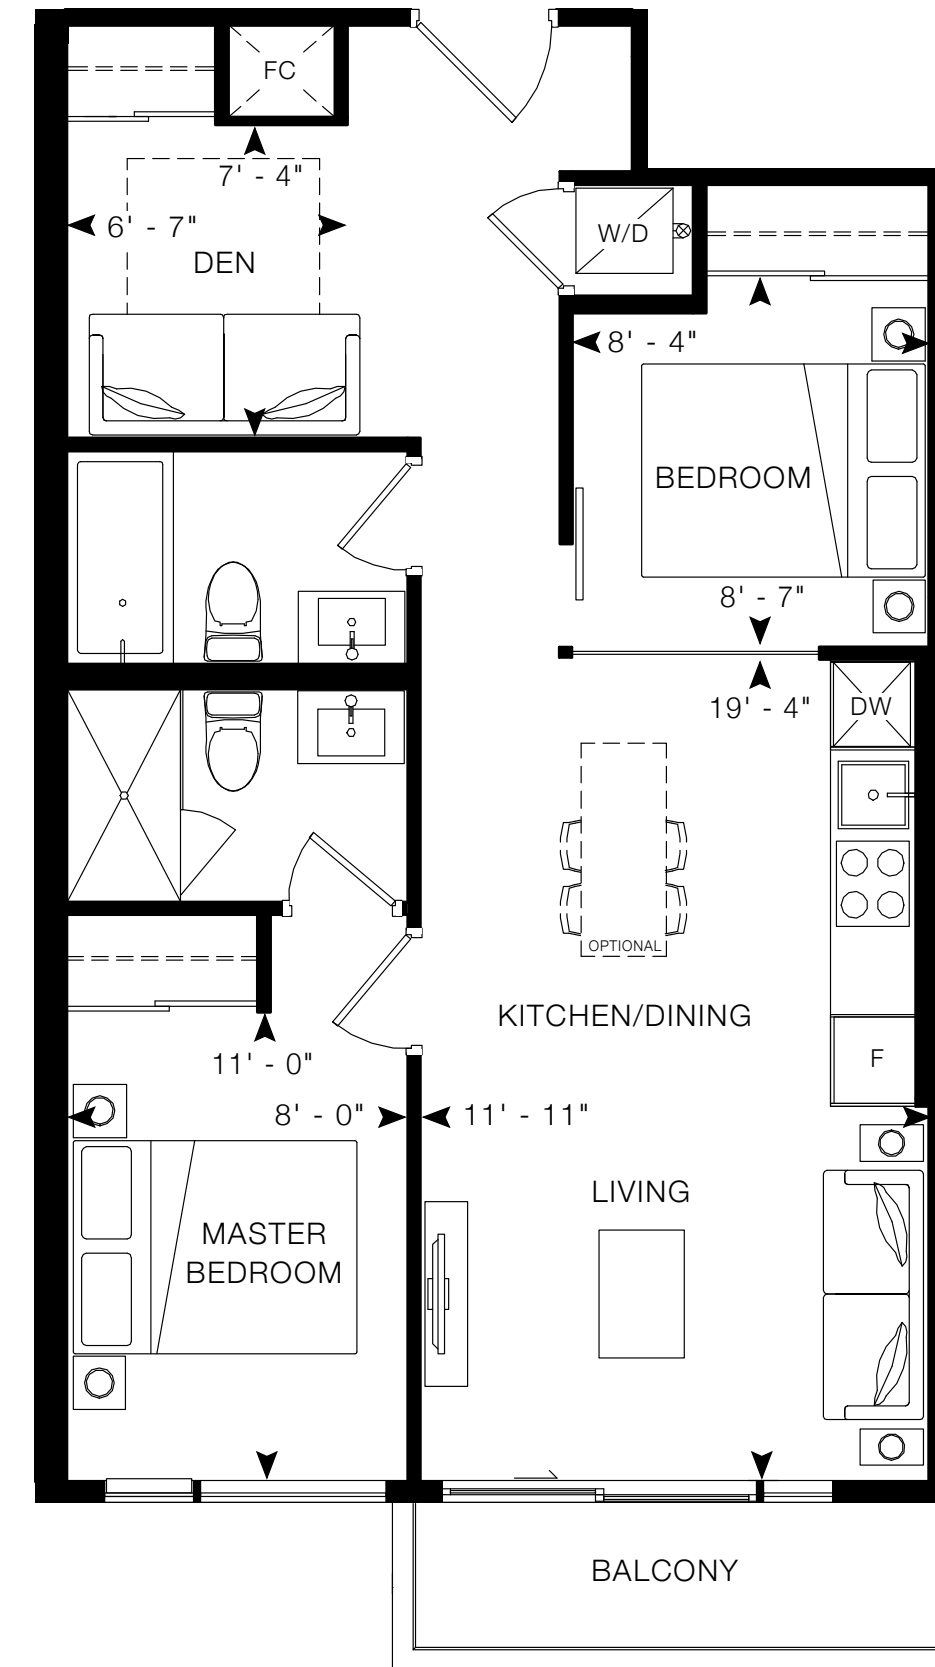 FC
7' - 4"
6' - 7"
DEN
W/D
8' - 4"
BEDROOM
8' - 7"
19' - 4"
DW
OPTIONAL
KITCHEN/DINING
F
11' - 0"
8' - 0"
11' - 11"
LIVING
MASTER
BEDROOM
BALCONY